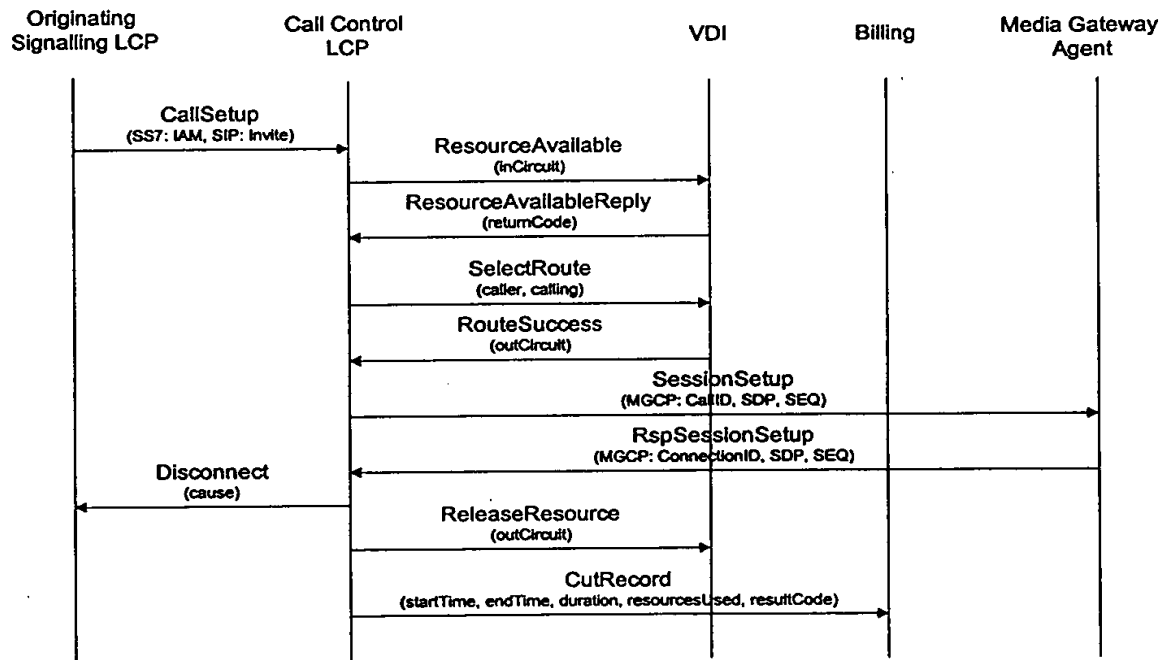 Originating
Signalling LCP
Call Control
LCP
VDI
Billing
Media Gateway
Agent
CallSetup
(SS7: IAM, SIP: Invite)
ResourceAvailable
(inCircuit)
ResourceAvailableReply
(returnCode)
SelectRoute
(caller, calling)
RouteSuccess
(outCircuit)
SessionSetup
(MGCP: CallID, SDP, SEQ)
RspSessionSetup
(MGCP: ConnectionID, SDP, SEQ)
Disconnect
(cause)
ReleaseResource
(outCircuit)
CutRecord
(startTime, endTime, duration, resourcesUsed, resultCode)